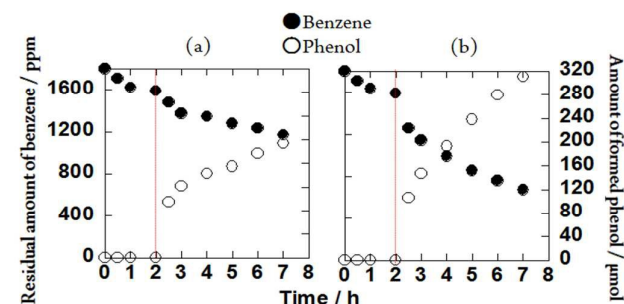 Benzene
Phenol
(a)
(b)
Residual amount of benzene / ppm
1600
1200
800
400
0
0 1 2 3 4 5 6 7 8
0 1 2 3 4 5 6 7 8
Time / h
320
280
240
200
160
120
80
40
0
Amount of formed phenol / μmol